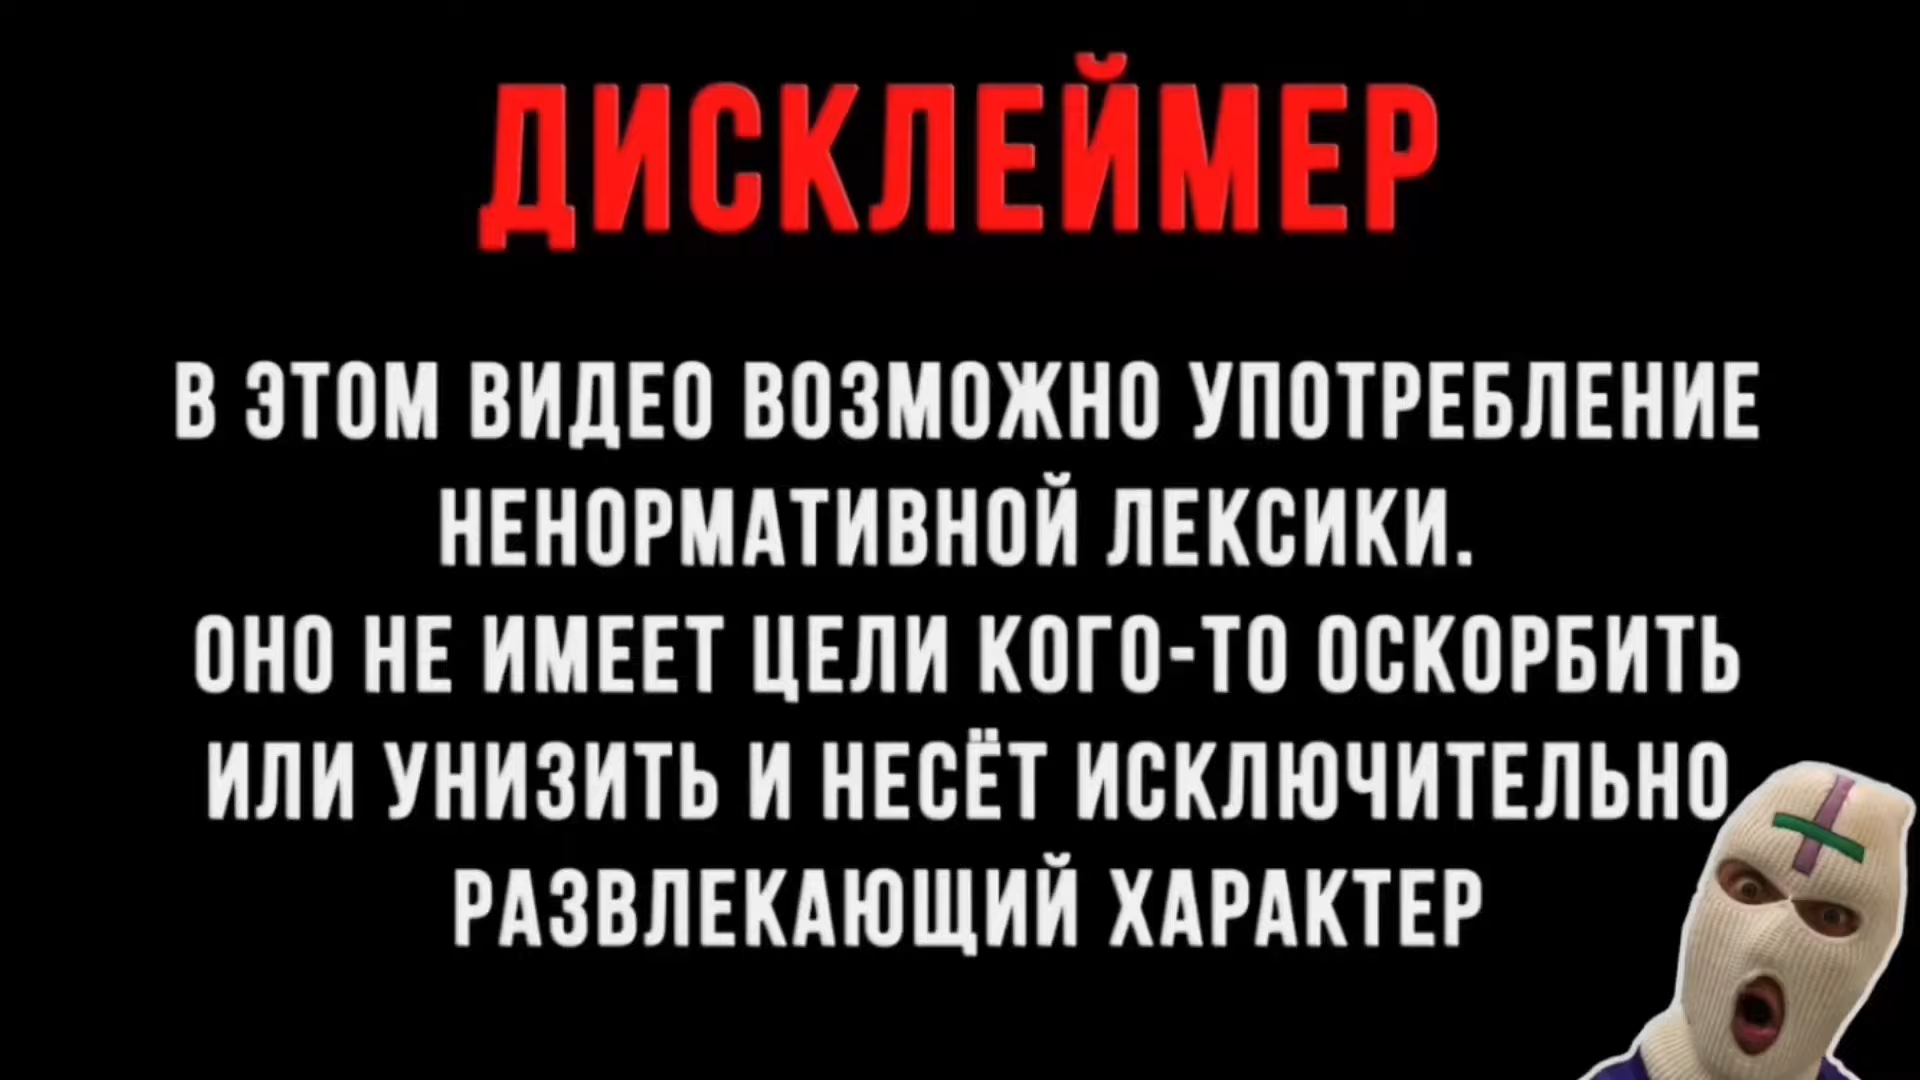 ДИСКЛЕЙМЕР
В ЭТОМ ВИДЕО ВОЗМОЖНО УПОТРЕБЛЕНИЕ
НЕНОРМАТИВНОЙ ЛЕКСИКИ.
ОНО НЕ ИМЕЕТ ЦЕЛИ КОГО-ТО ОСКОРБИТЬ
ИЛИ УНИЗИТЬ И НЕСЁТ ИСКЛЮЧИТЕЛЬНО
РАЗВЛЕКАЮЩИЙ ХАРАКТЕР